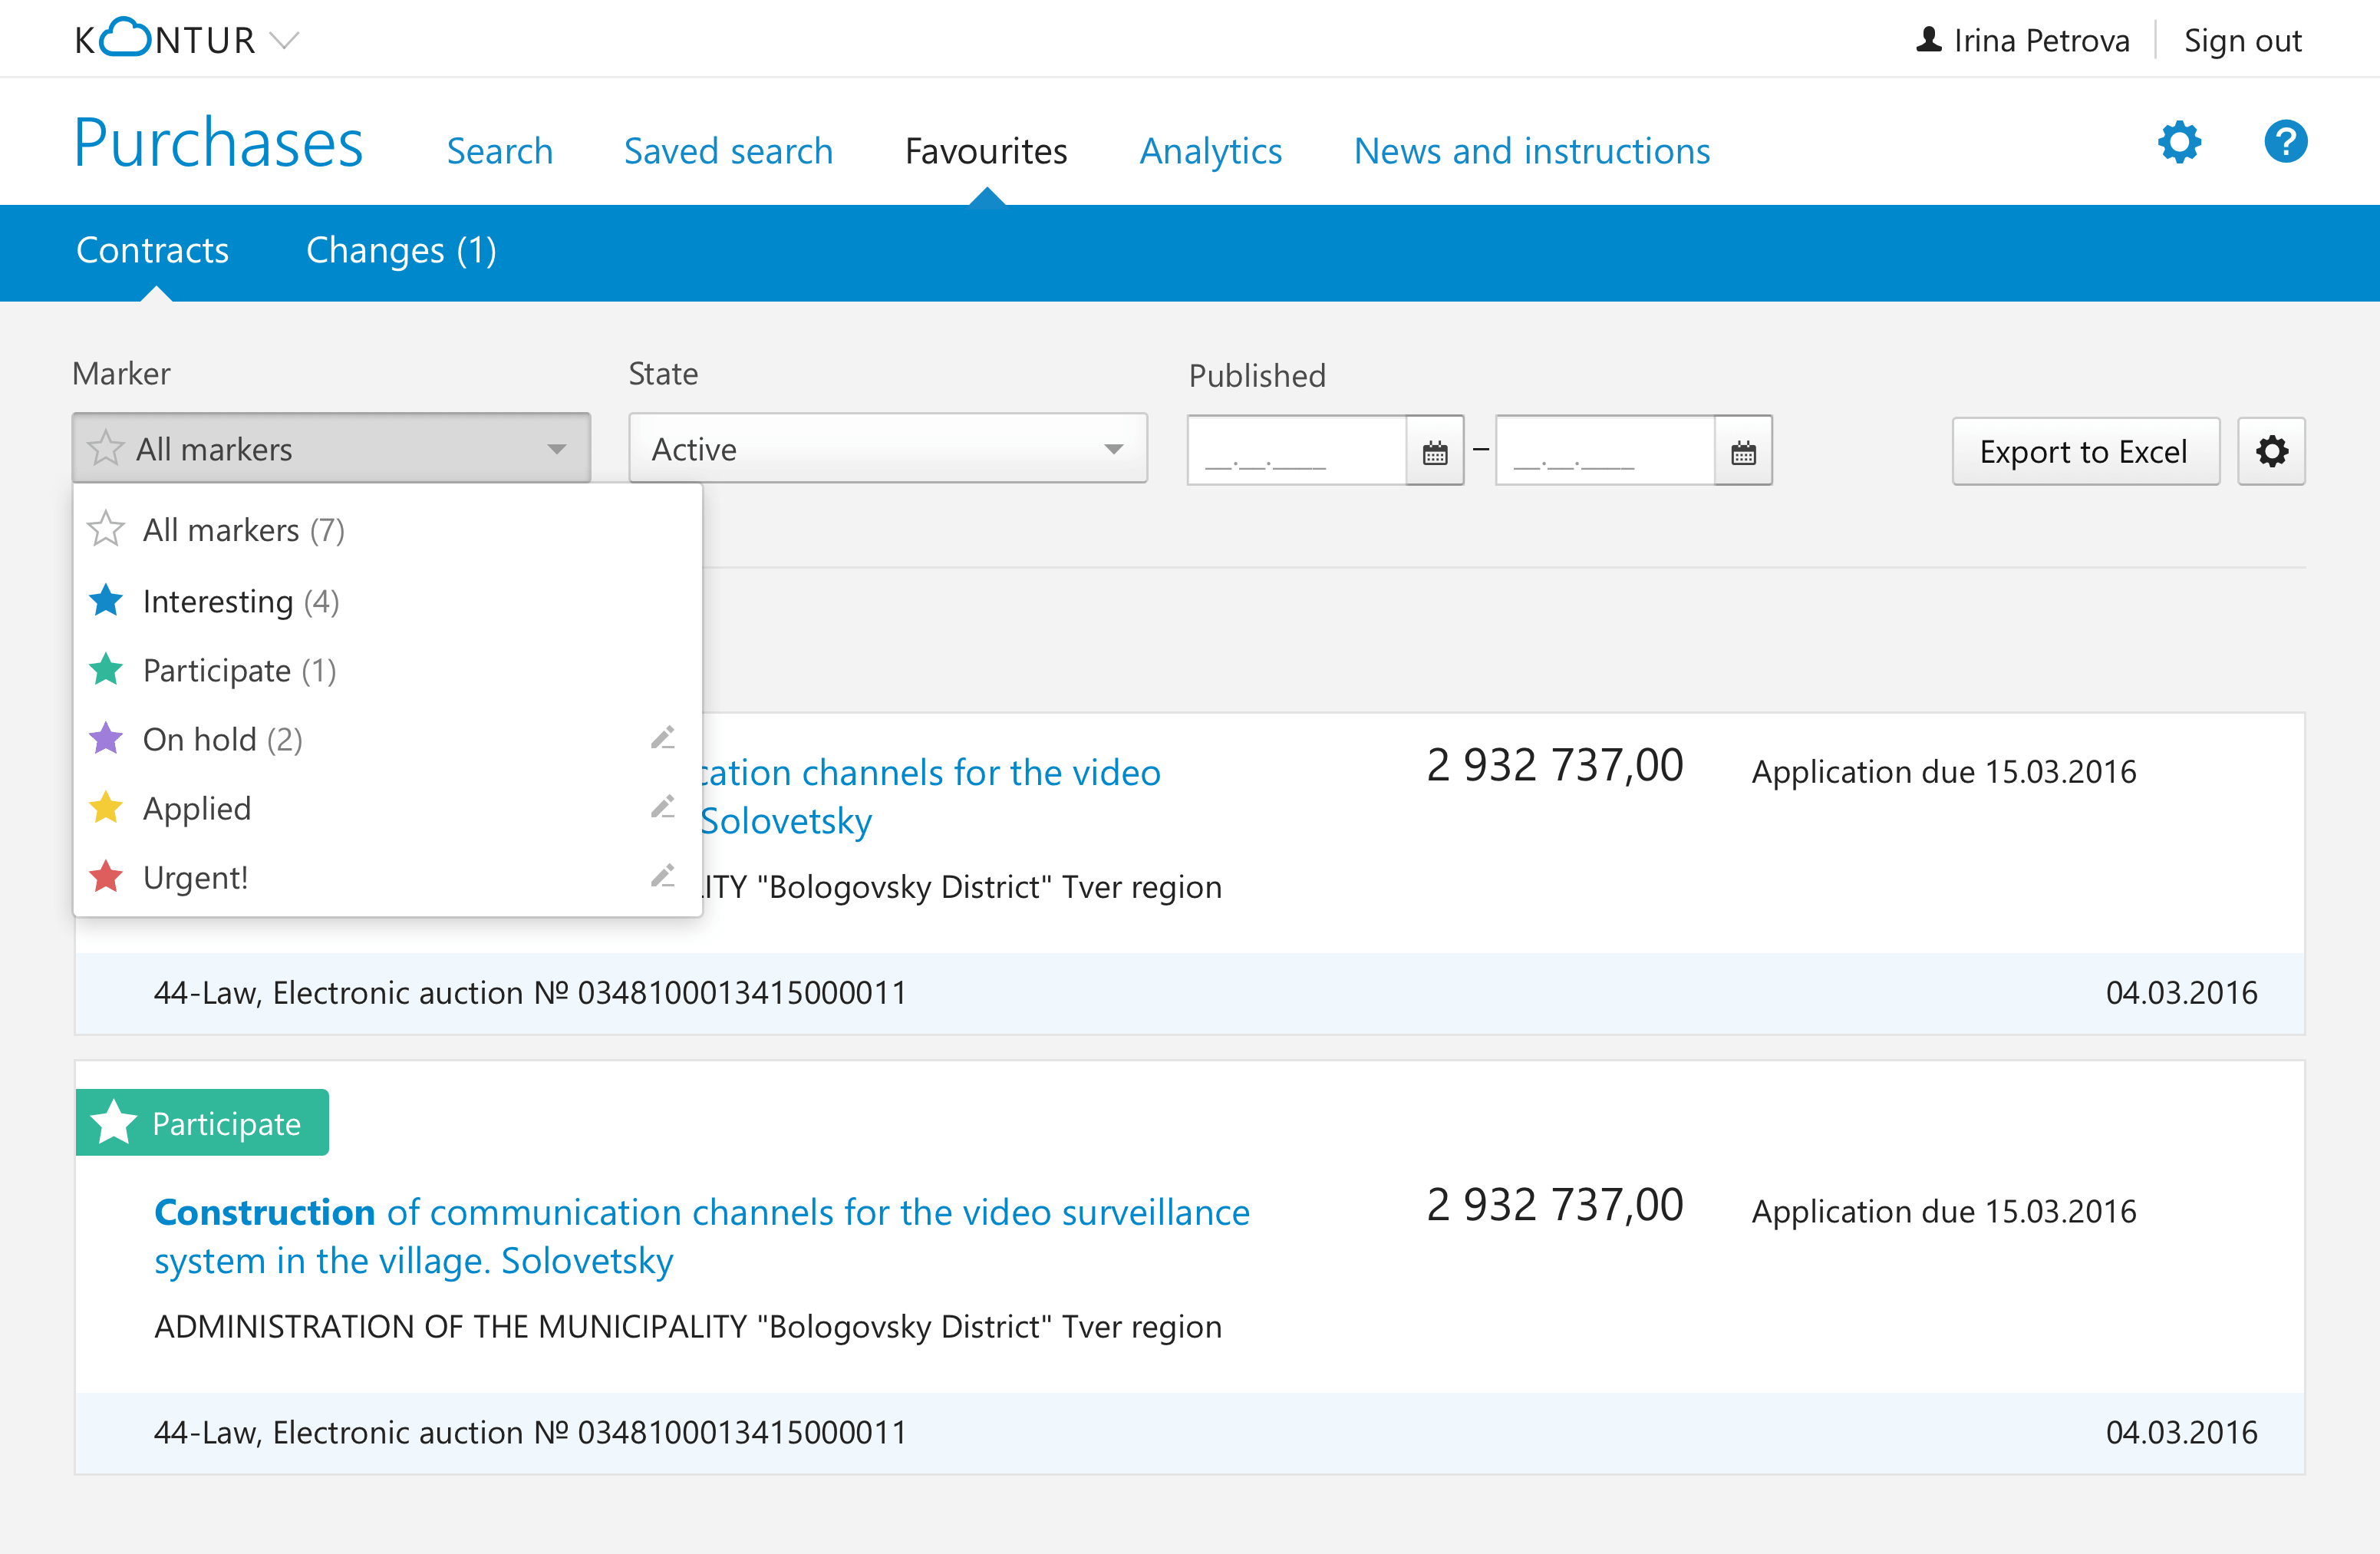 KONTUR
Irina Petrova
Sign out
Purchases
Search
Saved search
Favourites
Analytics
News and instructions
?
Contracts
Changes (1)
Marker
State
Published
All markers
Active
__.__.____
–
__.__.____
Export to Excel
All markers (7)
Interesting (4)
Participate (1)
On hold (2)
Applied
Urgent!
cation channels for the video
Solovetsky
2 932 737,00
Application due 15.03.2016
LITY "Bologovsky District" Tver region
44-Law, Electronic auction № 0348100013415000011
04.03.2016
Participate
Construction of communication channels for the video surveillance
system in the village. Solovetsky
2 932 737,00
Application due 15.03.2016
ADMINISTRATION OF THE MUNICIPALITY "Bologovsky District" Tver region
44-Law, Electronic auction № 0348100013415000011
04.03.2016